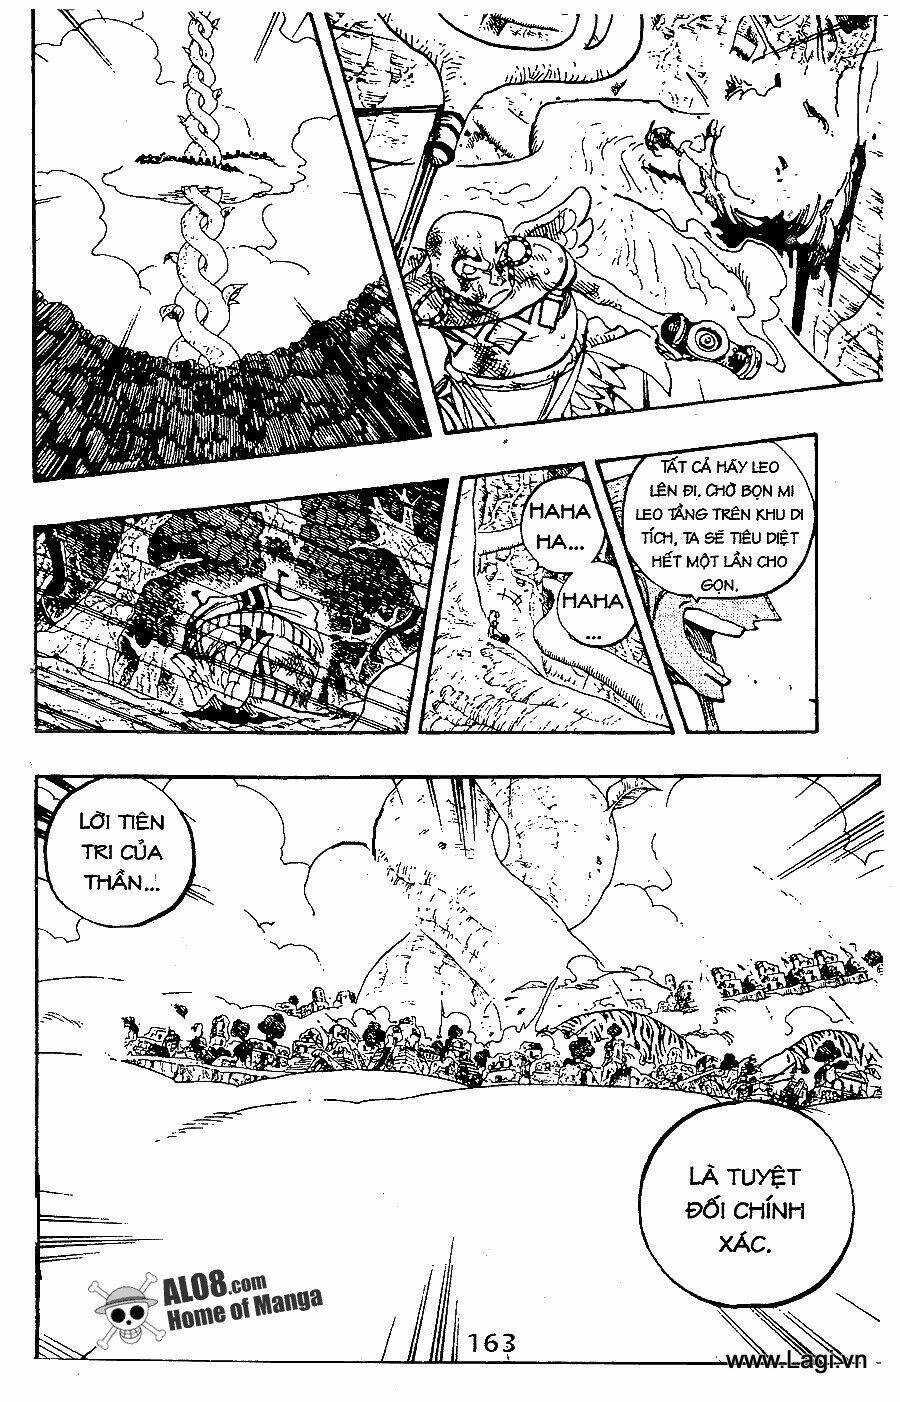 TẤT CẢ HÃY LEO
LÊN ĐI. CHỜ BỌN MI
LEO TẦNG TRÊN KHU DI
TÍCH, TA SẼ TIÊU DIỆT
HẾT MỘT LẦN CHO
GỌN.
HAHA
HA...
HAHA
...
LỜI TIÊN
TRI CỦA
THẦN...
LÀ TUYỆT
ĐỐI CHÍNH
XÁC.
ALO8.com
Home of Manga
163
www.Lagi.vn